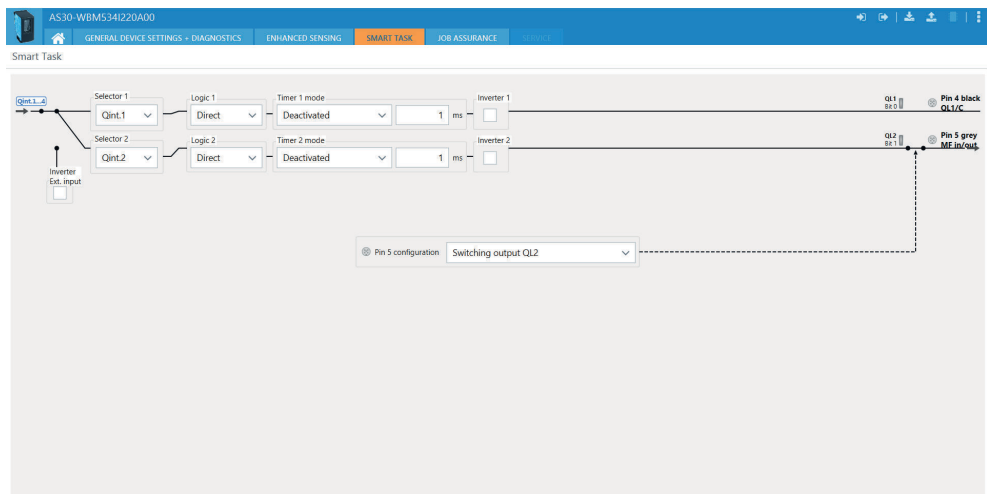 AS30-WBM534I220A00
GENERAL DEVICE SETTINGS + DIAGNOSTICS ENHANCED SENSING SMART TASK JOB ASSURANCE SERVICE
Smart Task
Qint.1...4
Selector 1 Logic 1 Timer 1 mode Inverter 1
Qint.1 Direct Deactivated 1 ms
QL1
Bit 0
Pin 4 black
QL1/C
Selector 2 Logic 2 Timer 2 mode Inverter 2
Qint.2 Direct Deactivated 1 ms
QL2
Bit 1
Pin 5 grey
MF in/out
Inverter
Ext. input
Pin 5 configuration Switching output QL2